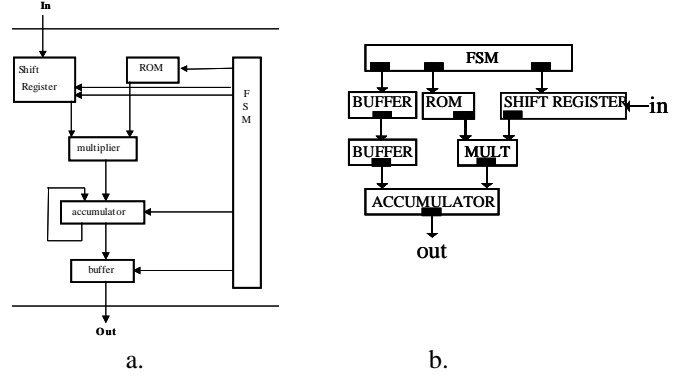 In
Shift
Register
ROM
F
S
M
multiplier
accumulator
buffer
Out
a.
FSM
BUFFER
ROM
SHIFT REGISTER
in
BUFFER
MULT
ACCUMULATOR
out
b.